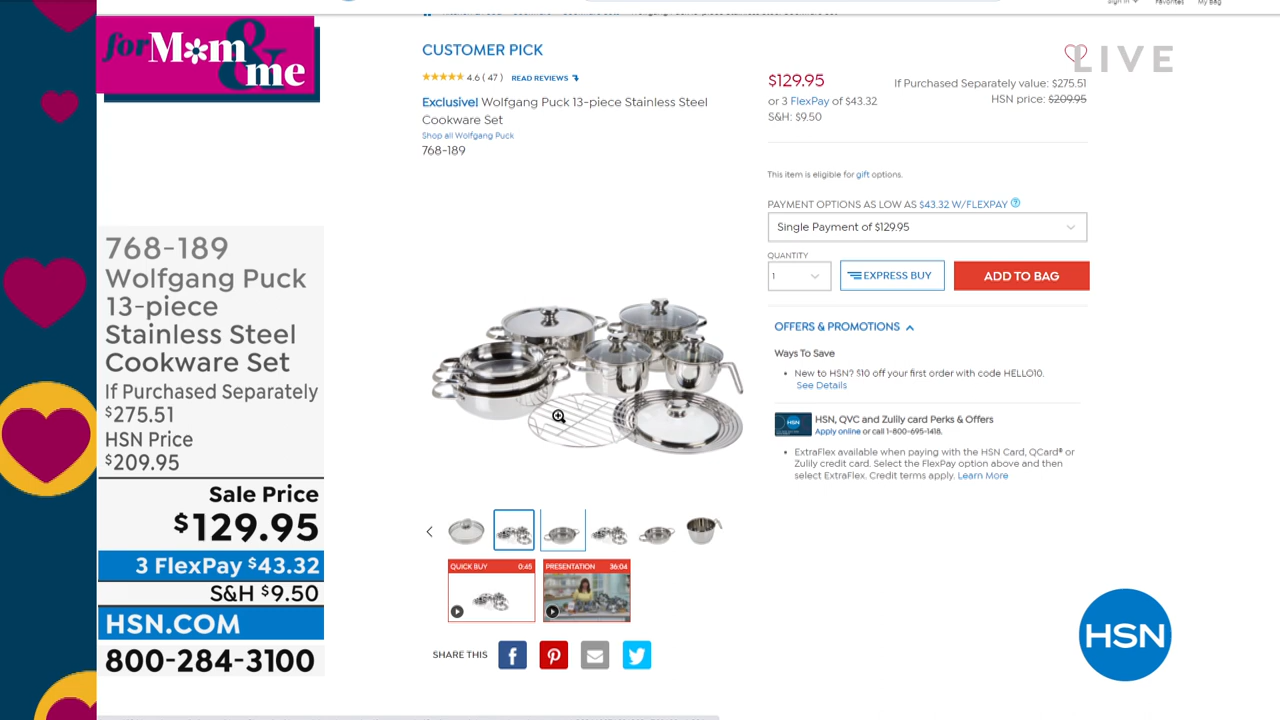 for Mom
&
me
768-189
Wolfgang Puck
13-piece
Stainless Steel
Cookware Set
If Purchased Separately
$275.51
HSN Price
$209.95
Sale Price
$129.95
3 FlexPay $43.32
S&H $9.50
HSN.COM
800-284-3100
Sign in
Favorites
My Bag
CUSTOMER PICK
4.6 (47) READ REVIEWS
Exclusive! Wolfgang Puck 13-piece Stainless Steel
Cookware Set
Shop all Wolfgang Puck
768-189
QUICK BUY 0:45
PRESENTATION 36:04
SHARE THIS
LIVE
$129.95
or 3 FlexPay of $43.32
S&H: $9.50
If Purchased Separately value: $275.51
HSN price: $209.95
This item is eligible for gift options.
PAYMENT OPTIONS AS LOW AS $43.32 W/FLEXPAY
Single Payment of $129.95
QUANTITY
1
EXPRESS BUY
ADD TO BAG
OFFERS & PROMOTIONS
Ways To Save
New to HSN? $10 off your first order with code HELLO10.
See Details
HSN, QVC and Zulily card Perks & Offers
Apply online or call 1-800-695-1418.
ExtraFlex available when paying with the HSN Card, QCard® or
Zulily credit card. Select the FlexPay option above and then
select ExtraFlex. Credit terms apply. Learn More
HSN